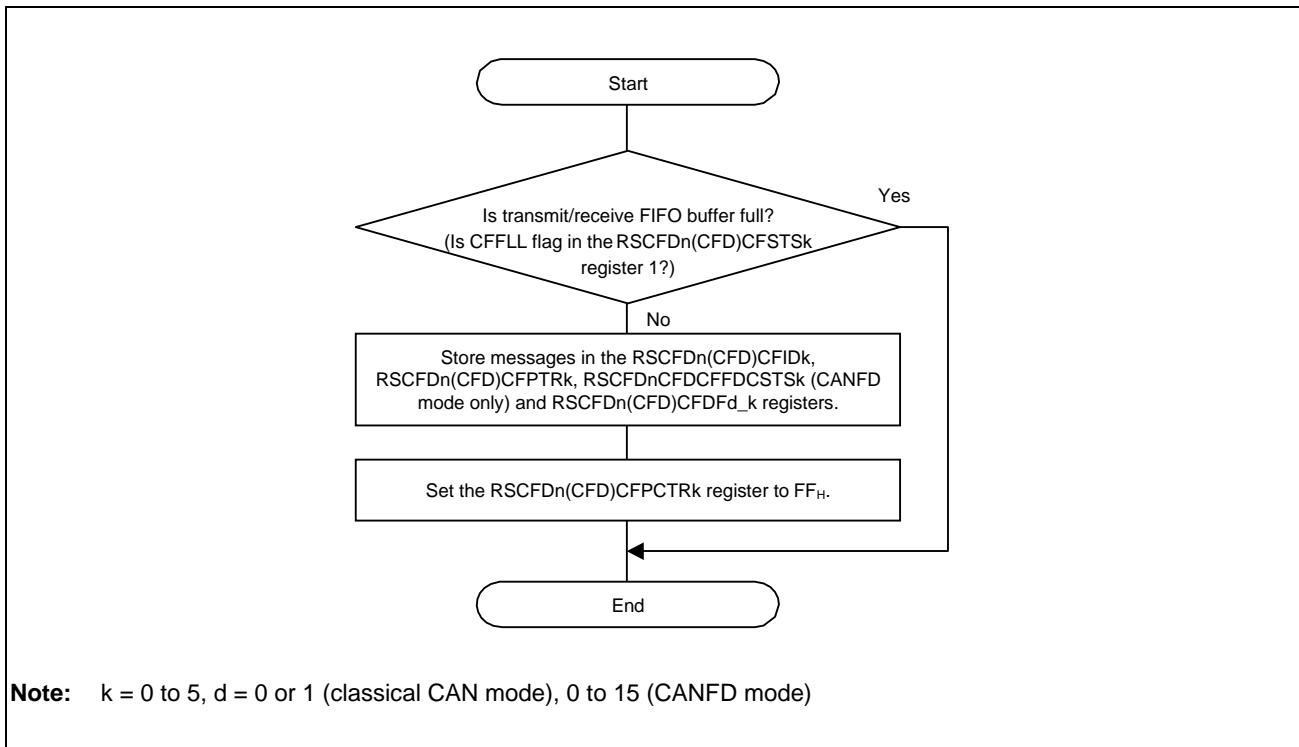 Start
Yes
Is transmit/receive FIFO buffer full?
(Is CFFLL flag in the RSCFDn(CFD)CFSTSk
register 1?)
No
Store messages in the RSCFDn(CFD)CFIDk,
RSCFDn(CFD)CFPTRk, RSCFDnCFDCFFDCSTSk (CANFD
mode only) and RSCFDn(CFD)CFDFd_k registers.
Set the RSCFDn(CFD)CFPCTRk register to FFH.
End
Note: k = 0 to 5, d = 0 or 1 (classical CAN mode), 0 to 15 (CANFD mode)